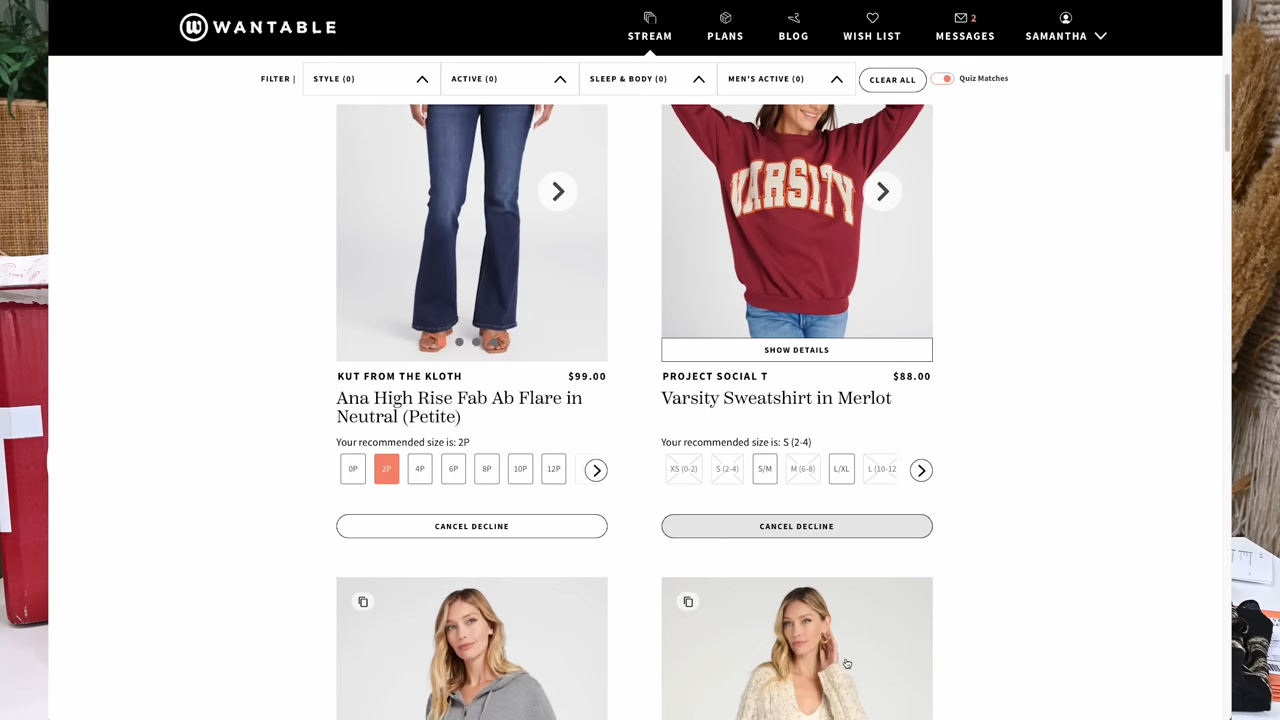 WANTABLE
STREAM
PLANS
BLOG
WISH LIST
MESSAGES 2
SAMANTHA
FILTER |
STYLE (0)
ACTIVE (0)
SLEEP & BODY (0)
MEN'S ACTIVE (0)
CLEAR ALL
Quiz Matches
VARSITY
SHOW DETAILS
KUT FROM THE KLOTH $99.00
Ana High Rise Fab Ab Flare in
Neutral (Petite)
Your recommended size is: 2P
0P 2P 4P 6P 8P 10P 12P
CANCEL DECLINE
PROJECT SOCIAL T $88.00
Varsity Sweatshirt in Merlot
Your recommended size is: S (2-4)
XS (0-2) S (2-4) S/M M (6-8) L/XL L (10-12
CANCEL DECLINE